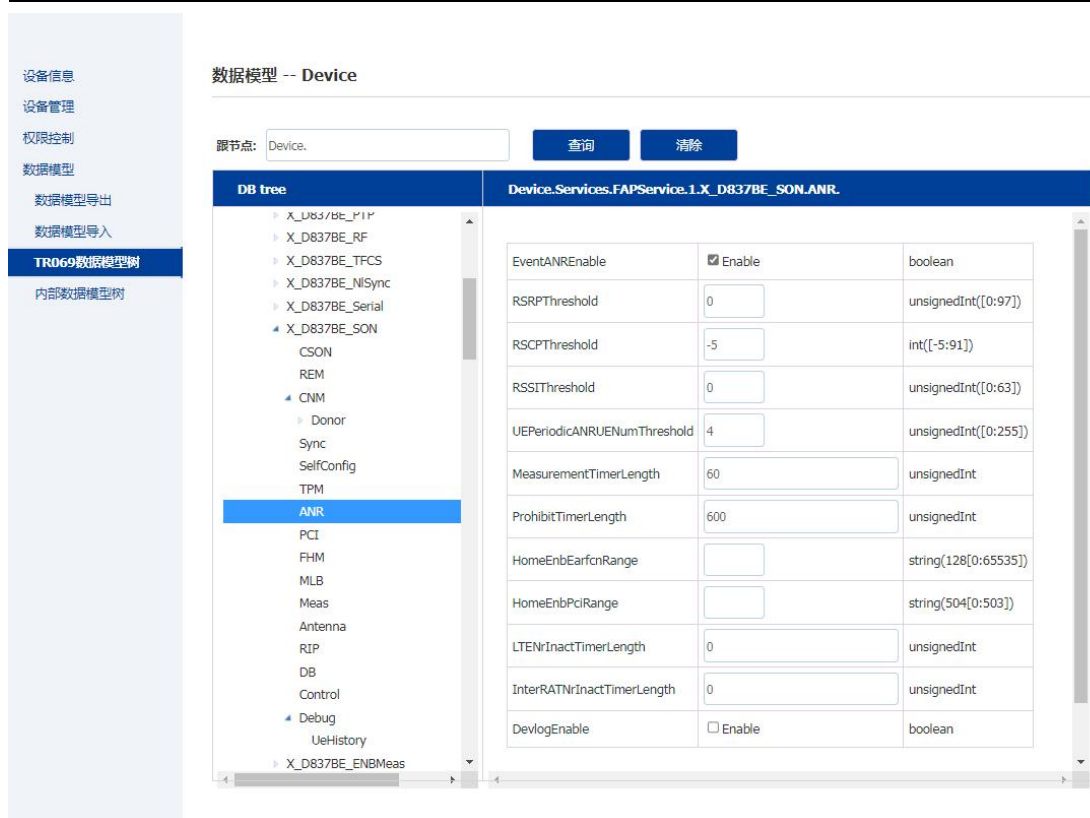 设备信息
设备管理
权限控制
数据模型
数据模型导出
数据模型导入
TR069数据模型树
内部数据模型树
数据模型 -- Device
跟节点: Device. 查询 清除
DB tree
X_D837BE_PTP
X_D837BE_RF
X_D837BE_TFCS
X_D837BE_NlSync
X_D837BE_Serial
X_D837BE_SON
CSON
REM
CNM
Donor
Sync
SelfConfig
TPM
ANR
PCI
FHM
MLB
Meas
Antenna
RIP
DB
Control
Debug
UeHistory
X_D837BE_ENBMeas
Device.Services.FAPService.1.X_D837BE_SON.ANR.
EventANREnable Enable boolean
RSRPThreshold 0 unsignedInt([0:97])
RSCPThreshold -5 int([-5:91])
RSSIThreshold 0 unsignedInt([0:63])
UEPeriodicANRUENumThreshold 4 unsignedInt([0:255])
MeasurementTimerLength 60 unsignedInt
ProhibitTimerLength 600 unsignedInt
HomeEnbEarfcnRange string(128[0:65535])
HomeEnbPciRange string(504[0:503])
LTENrInactTimerLength 0 unsignedInt
InterRATNrInactTimerLength 0 unsignedInt
DevlogEnable Enable boolean